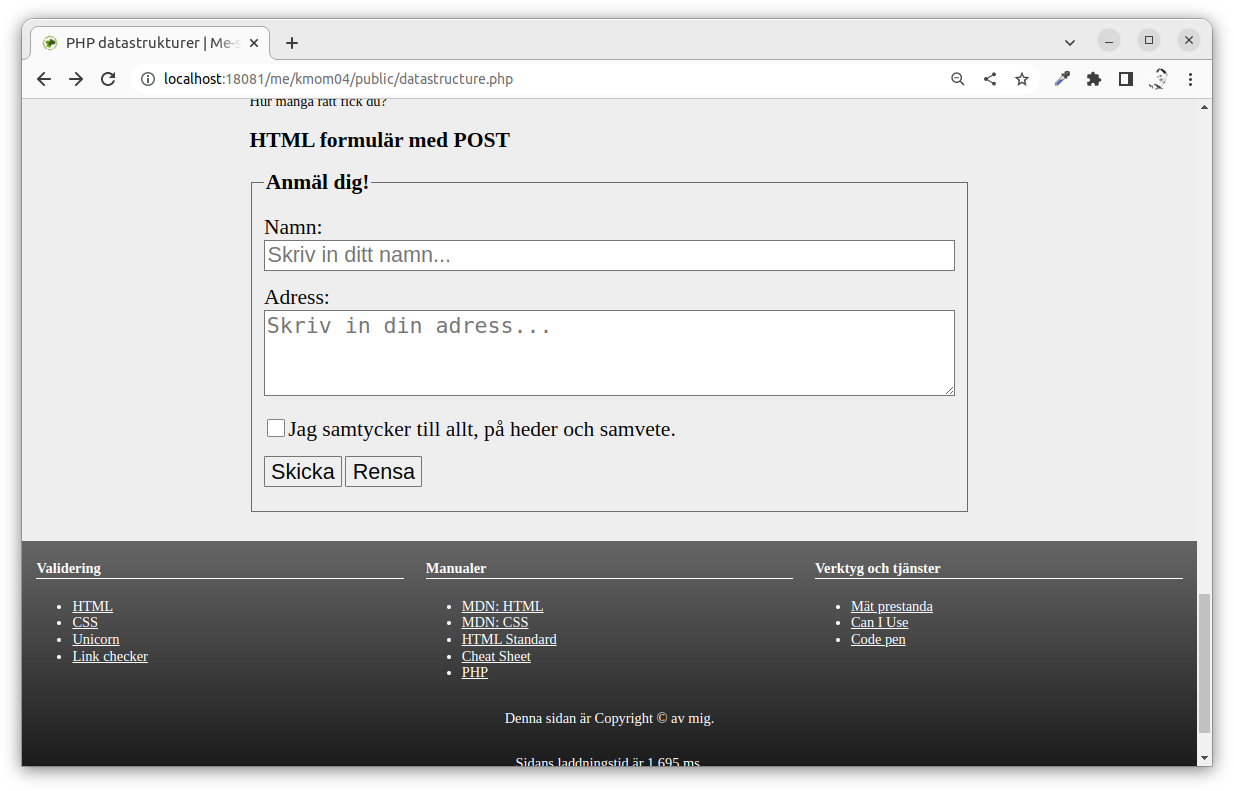 PHP datastrukturer | Me-s
localhost:18081/me/kmom04/public/datastructure.php
Hur många rätt fick du?
HTML formulär med POST
Anmäl dig!
Namn:
Skriv in ditt namn...
Adress:
Skriv in din adress...
Jag samtycker till allt, på heder och samvete.
Skicka Rensa
Validering
HTML
CSS
Unicorn
Link checker
Manualer
MDN: HTML
MDN: CSS
HTML Standard
Cheat Sheet
PHP
Verktyg och tjänster
Mät prestanda
Can I Use
Code pen
Denna sidan är Copyright © av mig.
Sidans laddningstid är 1.695 ms